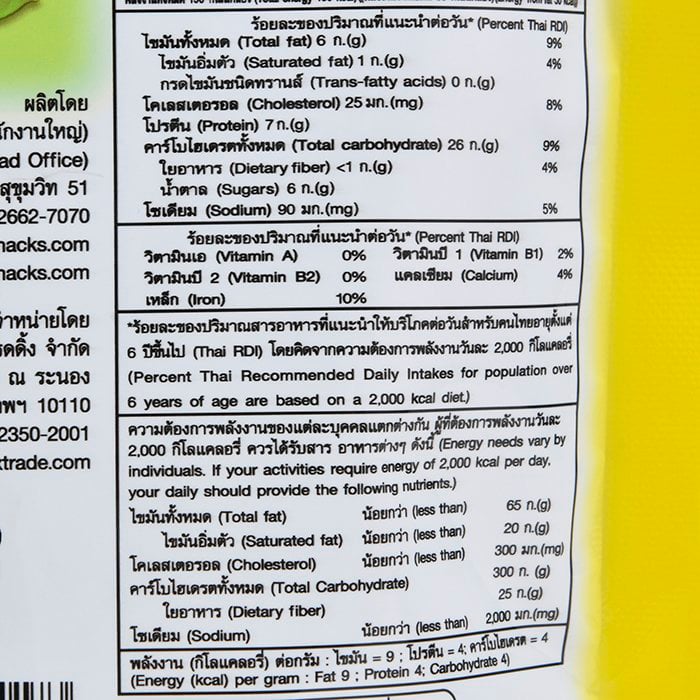 ร้อยละของปริมาณที่แนะนำต่อวัน* (Percent Thai RDI)
ไขมันทั้งหมด (Total fat) 6 ก.(g) 9%
ไขมันอิ่มตัว (Saturated fat) 1 ก.(g) 4%
กรดไขมันชนิดทรานส์ (Trans-fatty acids) 0 ก.(g)
โคเลสเตอรอล (Cholesterol) 25 มก.(mg) 8%
โปรตีน (Protein) 7 ก.(g)
คาร์โบไฮเดรตทั้งหมด (Total carbohydrate) 26 ก.(g) 9%
ใยอาหาร (Dietary fiber) <1 ก.(g) 4%
น้ำตาล (Sugars) 6 ก.(g)
โซเดียม (Sodium) 90 มก.(mg) 5%
ร้อยละของปริมาณที่แนะนำต่อวัน* (Percent Thai RDI)
วิตามินเอ (Vitamin A) 0% วิตามินบี 1 (Vitamin B1) 2%
วิตามินบี 2 (Vitamin B2) 0% แคลเซียม (Calcium) 4%
เหล็ก (Iron) 10%
*ร้อยละของปริมาณสารอาหารที่แนะนำให้บริโภคต่อวันสำหรับคนไทยอายุตั้งแต่
6 ปีขึ้นไป (Thai RDI) โดยคิดจากความต้องการพลังงานวันละ 2,000 กิโลแคลอรี่
(Percent Thai Recommended Daily Intakes for population over
6 years of age are based on a 2,000 kcal diet.)
ความต้องการพลังงานของแต่ละบุคคลแตกต่างกัน ผู้ที่ต้องการพลังงานวันละ
2,000 กิโลแคลอรี่ ควรได้รับสาร อาหารต่างๆ ดังนี้ (Energy needs vary by
individuals. If your activities require energy of 2,000 kcal per day,
your daily should provide the following nutrients.)
ไขมันทั้งหมด (Total fat) น้อยกว่า (less than) 65 ก.(g)
ไขมันอิ่มตัว (Saturated fat) น้อยกว่า (less than) 20 ก.(g)
โคเลสเตอรอล (Cholesterol) น้อยกว่า (less than) 300 มก.(mg)
คาร์โบไฮเดรตทั้งหมด (Total Carbohydrate) 300 ก. (g)
ใยอาหาร (Dietary fiber) 25 ก.(g)
โซเดียม (Sodium) น้อยกว่า (less than) 2,000 มก.(mg)
พลังงาน (กิโลแคลอรี่) ต่อกรัม : ไขมัน = 9 ; โปรตีน = 4; คาร์โบไฮเดรต = 4
(Energy (kcal) per gram : Fat 9 ; Protein 4; Carbohydrate 4)
ผลิตโดย
ักงานใหญ่)
ad Office)
สุขุมวิท 51
2662-7070
nacks.com
nacks.com
จำหน่ายโดย
รดดิ้ง จำกัด
ณ ระนอง
ทพฯ 10110
2350-2001
xtrade.com